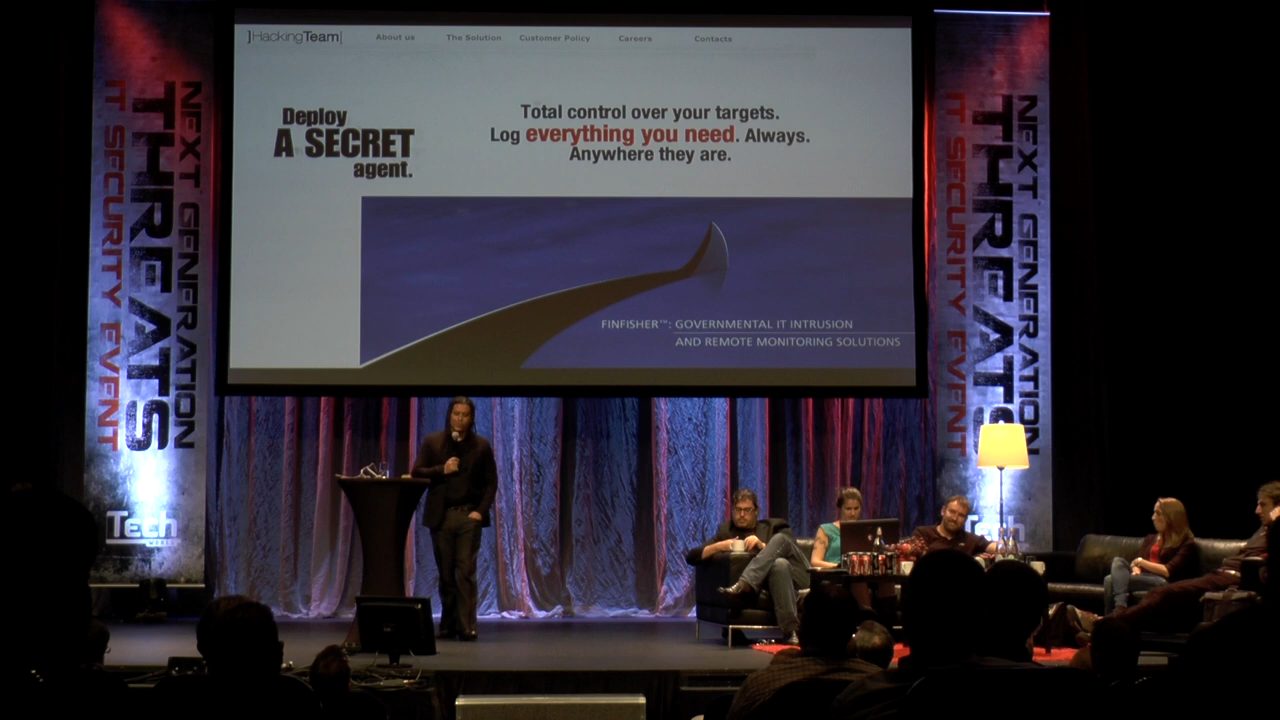 ]HackingTeam[ About us The Solution Customer Policy Careers Contacts
Deploy
A SECRET
agent.
Total control over your targets.
Log everything you need. Always.
Anywhere they are.
FINFISHER™: GOVERNMENTAL IT INTRUSION
AND REMOTE MONITORING SOLUTIONS
NEXT GENERATION
THREATS
IT SECURITY EVENT
Tech
WORLD
NEXT GENERATION
THREATS
IT SECURITY EVENT
Tech